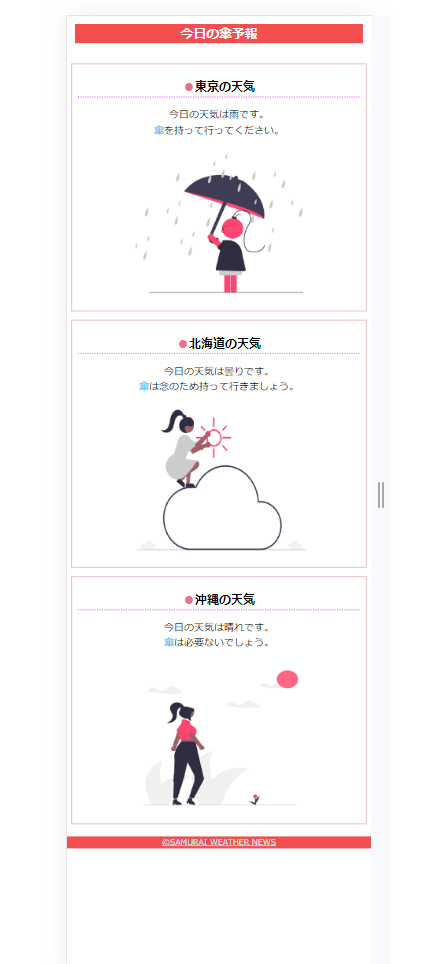 今日の傘予報
●東京の天気
今日の天気は雨です。
傘を持って行ってください。
●北海道の天気
今日の天気は曇りです。
傘は念のため持って行きましょう。
●沖縄の天気
今日の天気は晴れです。
傘は必要ないでしょう。
©SAMURAI WEATHER NEWS